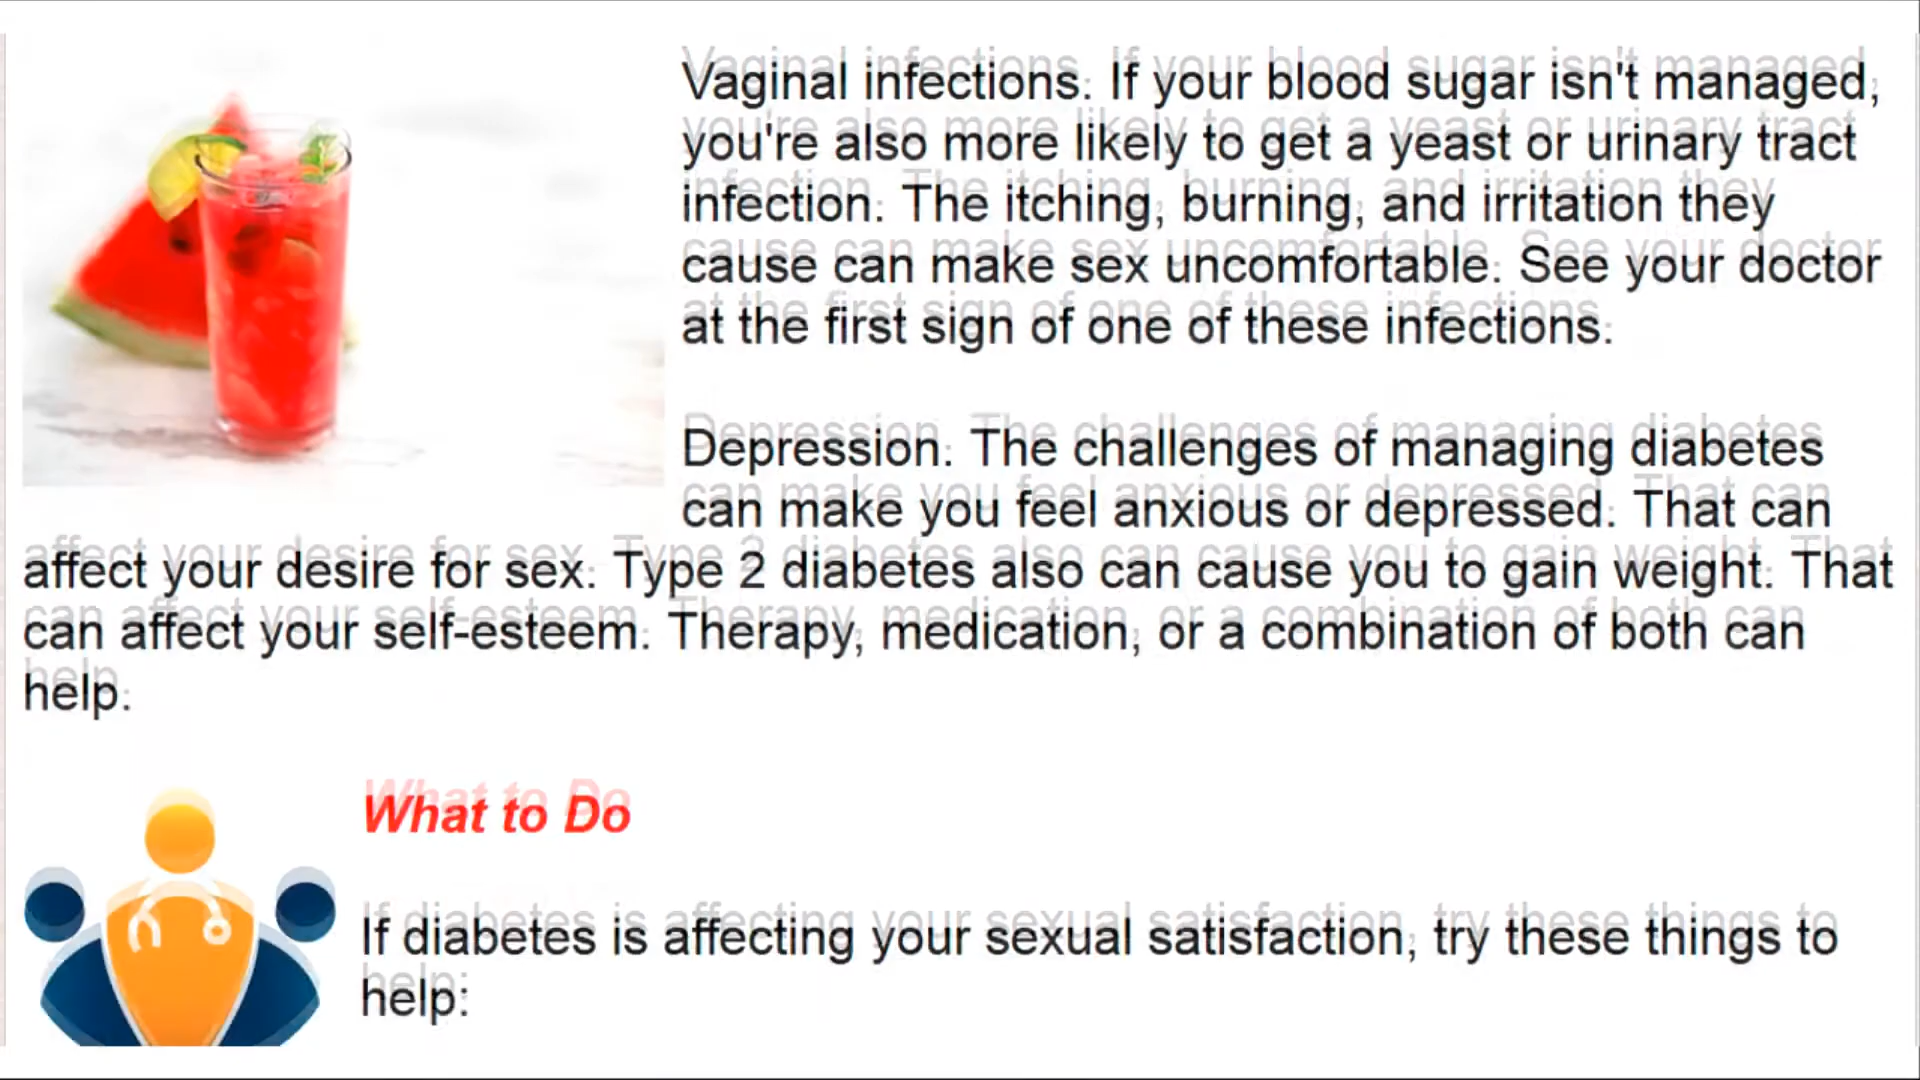 Vaginal infections. If your blood sugar isn't managed,
you're also more likely to get a yeast or urinary tract
infection. The itching, burning, and irritation they
cause can make sex uncomfortable. See your doctor
at the first sign of one of these infections.
Depression. The challenges of managing diabetes
can make you feel anxious or depressed. That can
affect your desire for sex. Type 2 diabetes also can cause you to gain weight. That
can affect your self-esteem. Therapy, medication, or a combination of both can
help.
What to Do
If diabetes is affecting your sexual satisfaction, try these things to
help: